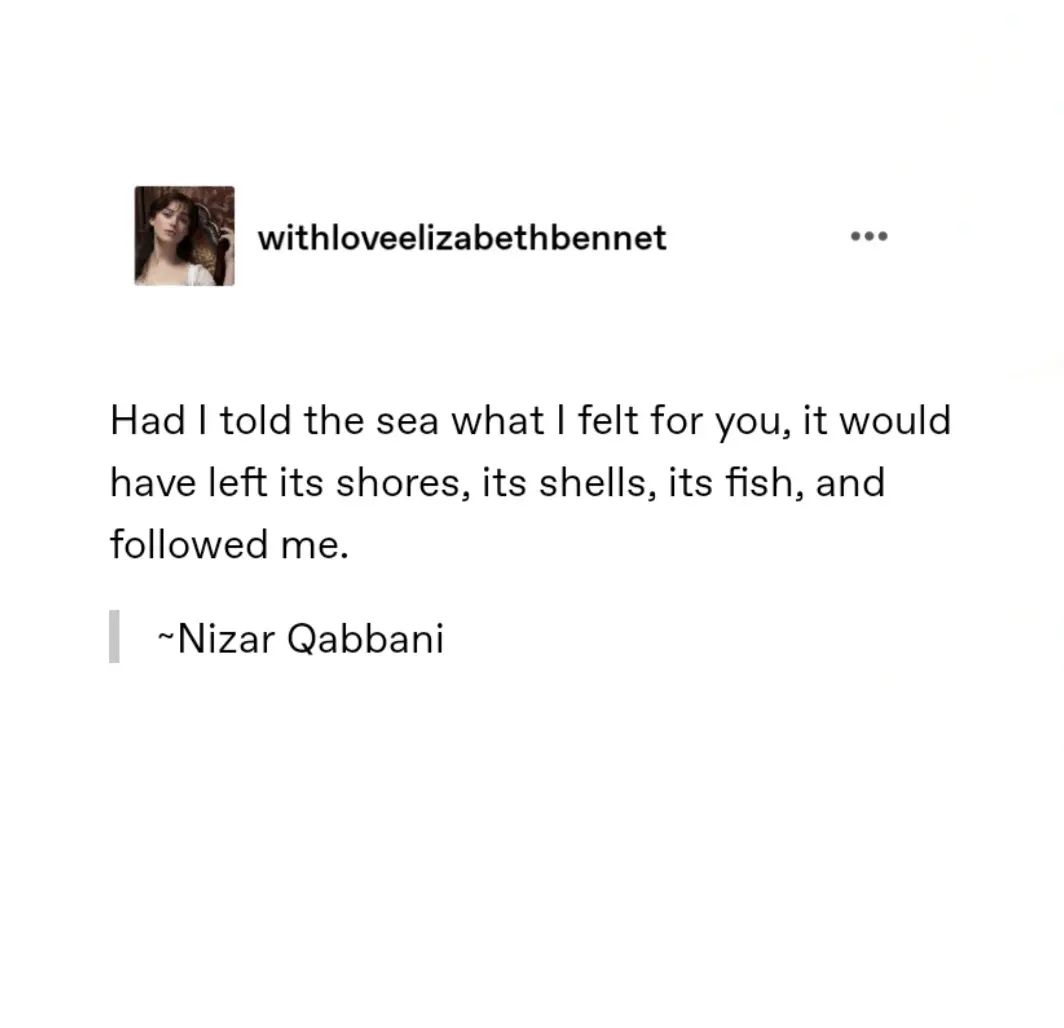 withloveelizabethbennet
Had I told the sea what I felt for you, it would
have left its shores, its shells, its fish, and
followed me.
~Nizar Qabbani